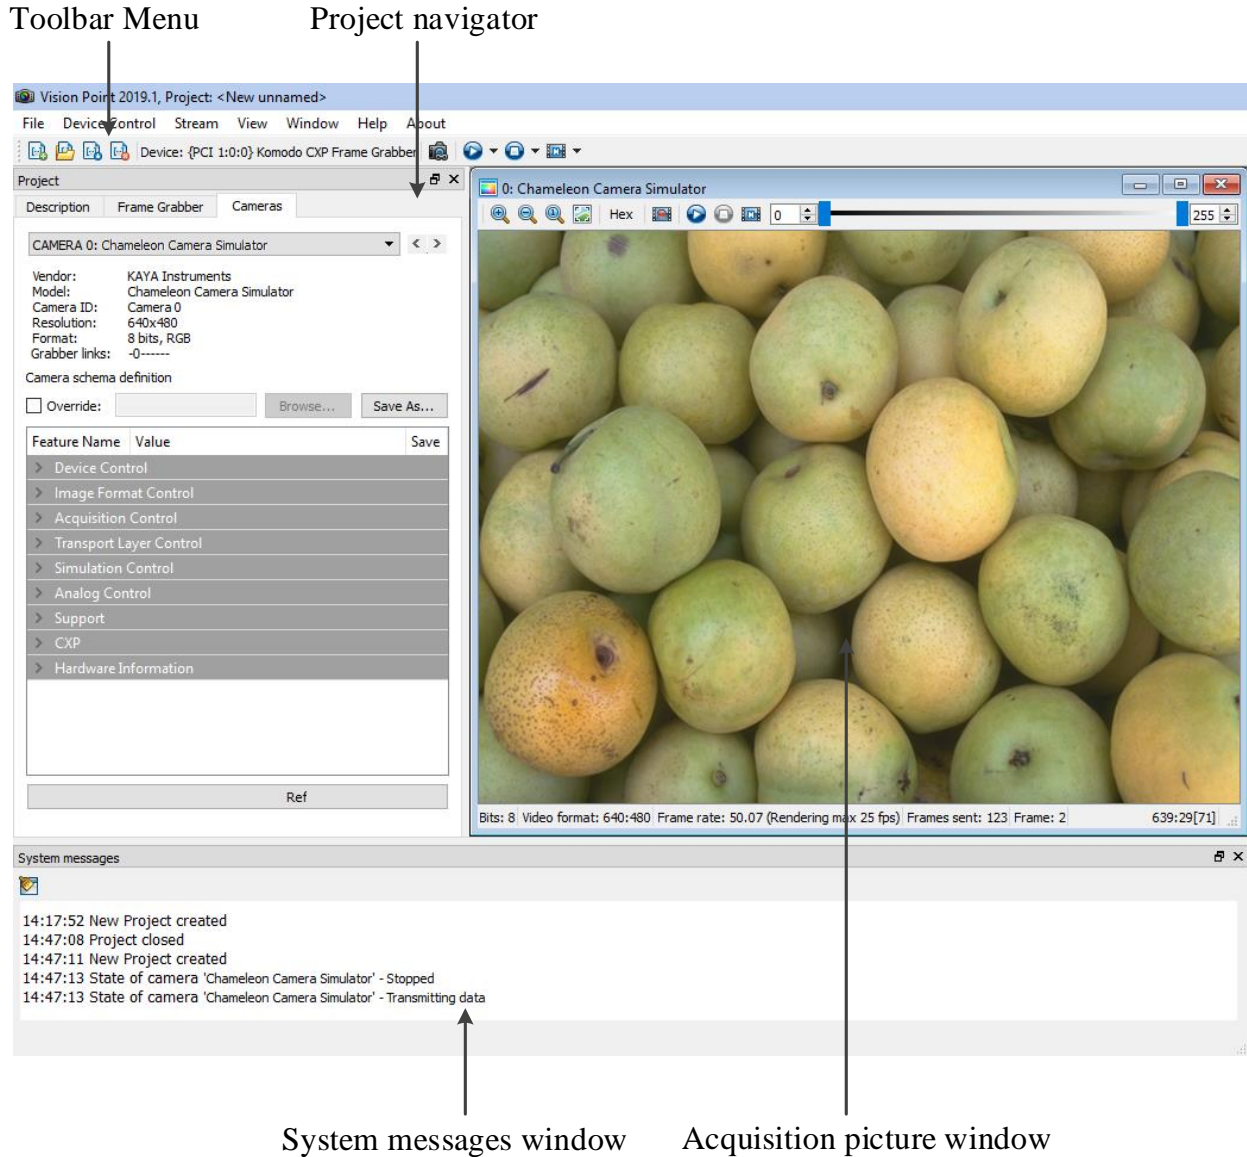 Toolbar Menu
Project navigator
Vision Point 2019.1, Project: <New unnamed>
File Device Control Stream View Window Help About
Device: {PCI 1:0:0} Komodo CXP Frame Grabber
Project
Description Frame Grabber Cameras
CAMERA 0: Chameleon Camera Simulator
Vendor: KAYA Instruments
Model: Chameleon Camera Simulator
Camera ID: Camera 0
Resolution: 640x480
Format: 8 bits, RGB
Grabber links: -0------
Camera schema definition
Override: Browse... Save As...
Feature Name Value Save
Device Control
Image Format Control
Acquisition Control
Transport Layer Control
Simulation Control
Analog Control
Support
CXP
Hardware Information
Ref
0: Chameleon Camera Simulator
Hex 0 255
Bits: 8 Video format: 640:480 Frame rate: 50.07 (Rendering max 25 fps) Frames sent: 123 Frame: 2 639:29[71]
System messages
14:17:52 New Project created
14:47:08 Project closed
14:47:11 New Project created
14:47:13 State of camera 'Chameleon Camera Simulator' - Stopped
14:47:13 State of camera 'Chameleon Camera Simulator' - Transmitting data
System messages window
Acquisition picture window